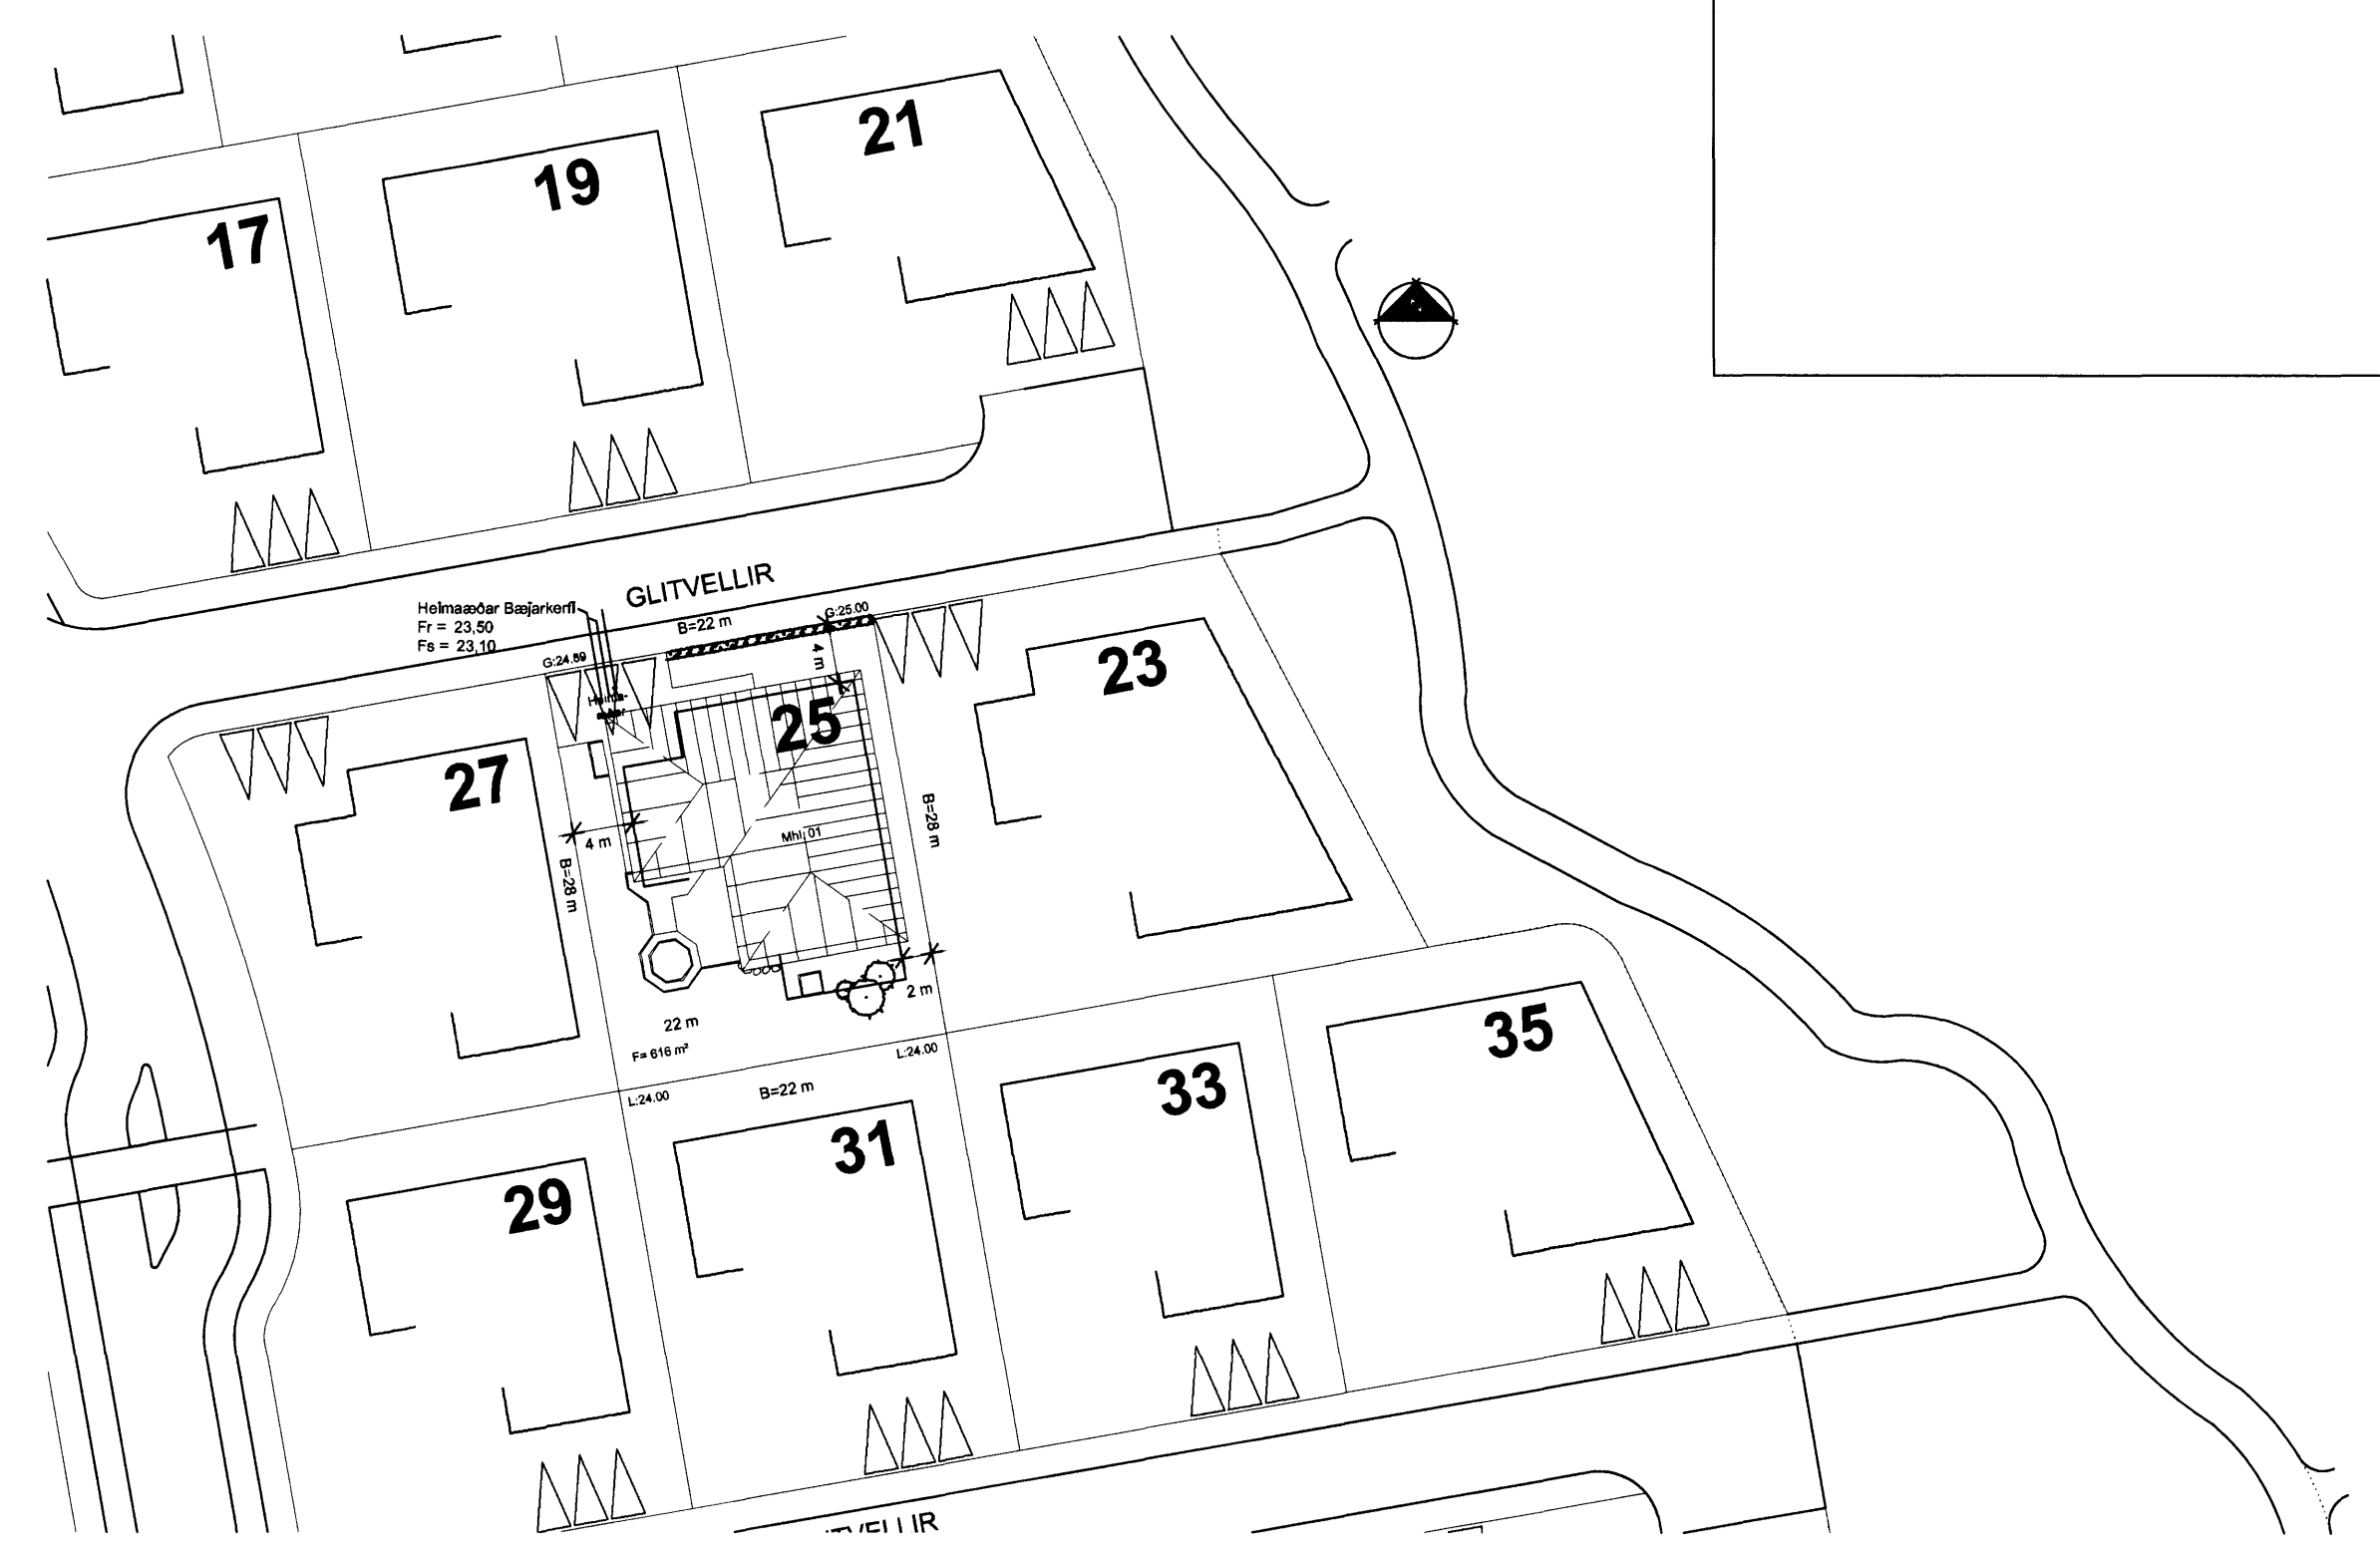 21
19
17
GLITVELLIR
Heimaæðar Bæjarkerfi
Fr = 23,50
Fs = 23,10
G:25.00
B=22 m
G:24.59
4 m
23
25
27
Mhl. 01
B=28 m
4 m
B=28 m
2 m
22 m
F= 616 m²
L:24.00
L:24.00
B=22 m
35
33
31
29